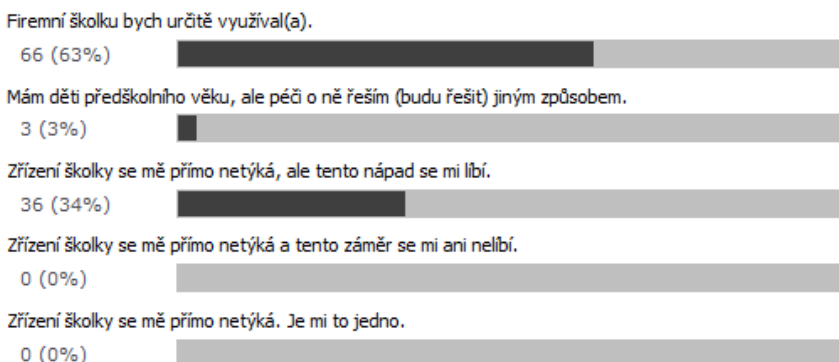 Firemní školku bych určitě využíval(a).
66 (63%)
Mám děti předškolního věku, ale péči o ně řeším (budu řešit) jiným způsobem.
3 (3%)
Zřízení školky se mě přímo netýká, ale tento nápad se mi líbí.
36 (34%)
Zřízení školky se mě přímo netýká a tento záměr se mi ani nelíbí.
0 (0%)
Zřízení školky se mě přímo netýká. Je mi to jedno.
0 (0%)